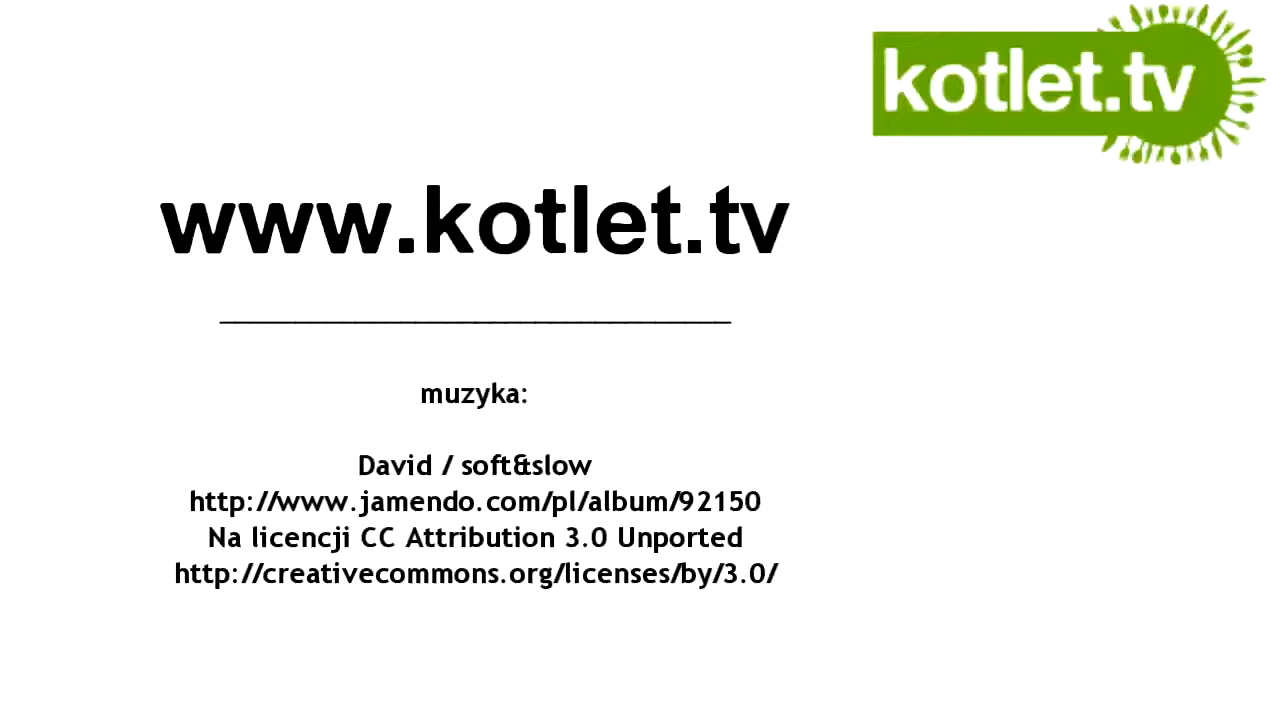 kotlet.tv
www.kotlet.tv
muzyka:
David / soft&slow
http://www.jamendo.com/pl/album/92150
Na licencji CC Attribution 3.0 Unported
http://creativecommons.org/licenses/by/3.0/